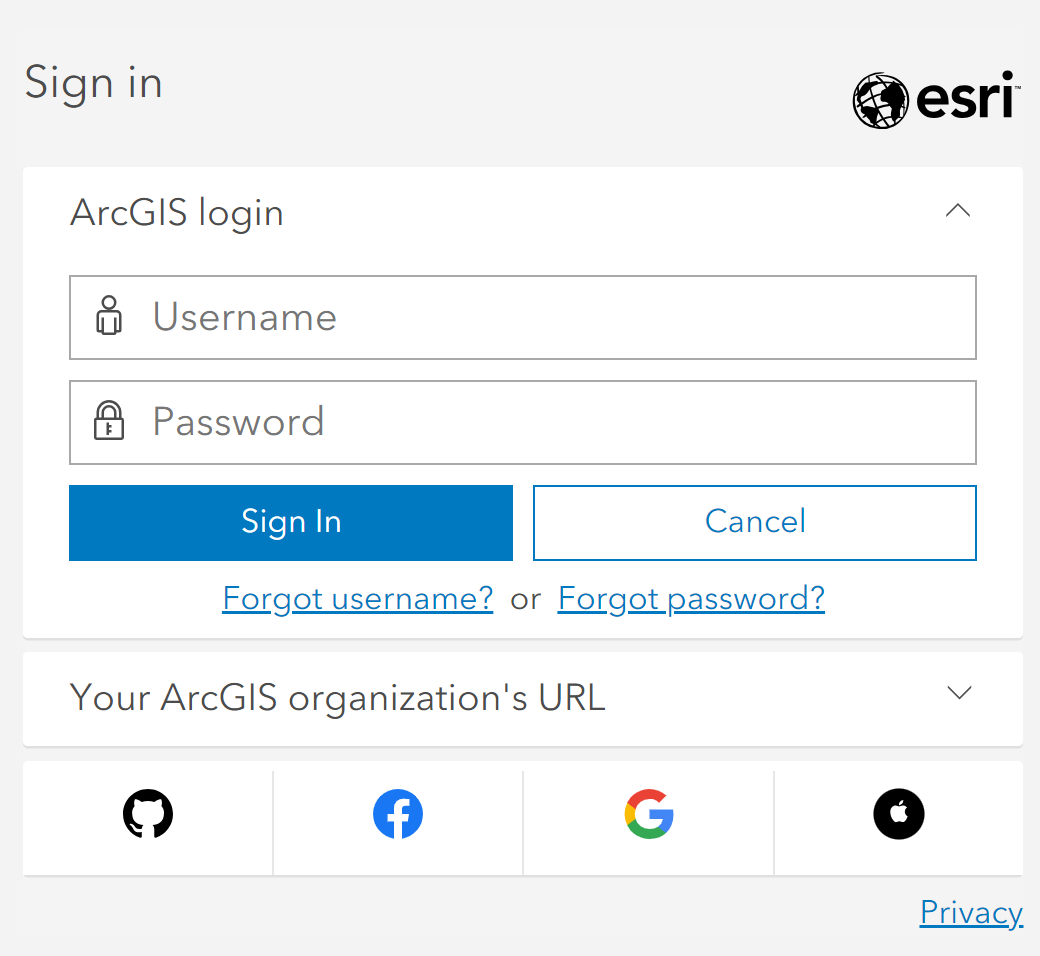 Sign in
esri™
ArcGIS login
Username
Password
Sign In
Cancel
Forgot username? or Forgot password?
Your ArcGIS organization's URL
Privacy